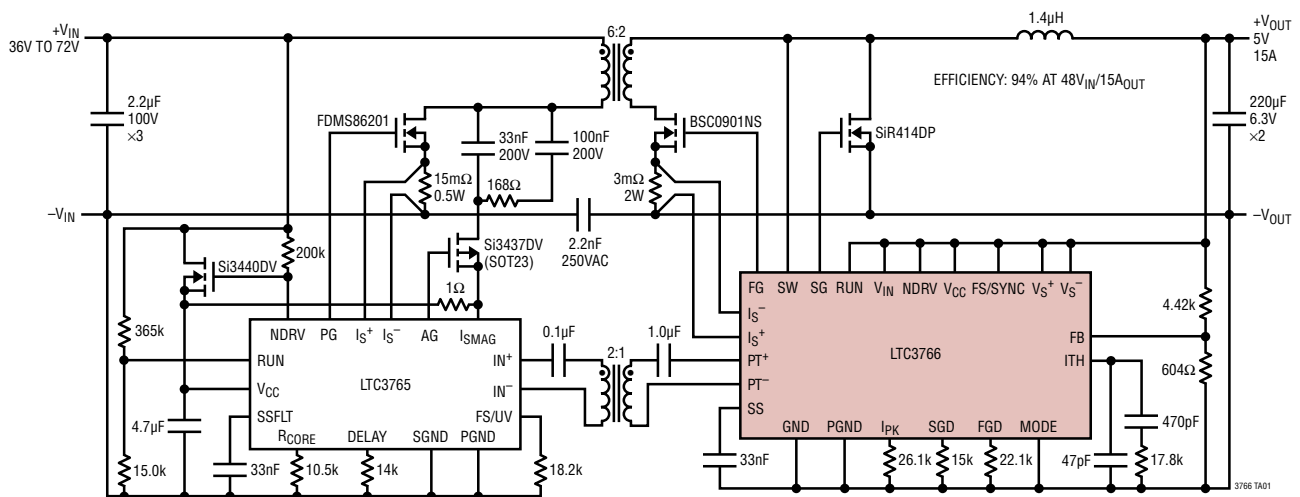 +VIN
36V TO 72V
2.2µF
100V
×3
FDMS86201
33nF
200V
100nF
200V
6:2
BSC0901NS
1.4µH
+VOUT
5V
15A
EFFICIENCY: 94% AT 48VIN/15AOUT
SiR414DP
220µF
6.3V
×2
15mΩ
0.5W
168Ω
3mΩ
2W
–VIN
2.2nF
250VAC
–VOUT
Si3440DV
200k
Si3437DV
(SOT23)
1Ω
365k
NDRV PG IS+ IS– AG ISMAG
RUN
VCC
SSFLT
LTC3765
IN+
IN–
FS/UV
RCORE DELAY SGND PGND
0.1µF
2:1
1.0µF
FG SW SG RUN VIN NDRV VCC FS/SYNC VS+ VS–
IS–
IS+
PT+
PT–
SS
LTC3766
FB
ITH
GND PGND IPK SGD FGD MODE
4.42k
604Ω
4.7µF
15.0k
33nF
10.5k
14k
18.2k
33nF
26.1k
15k
22.1k
47pF
470pF
17.8k
3766 TA01